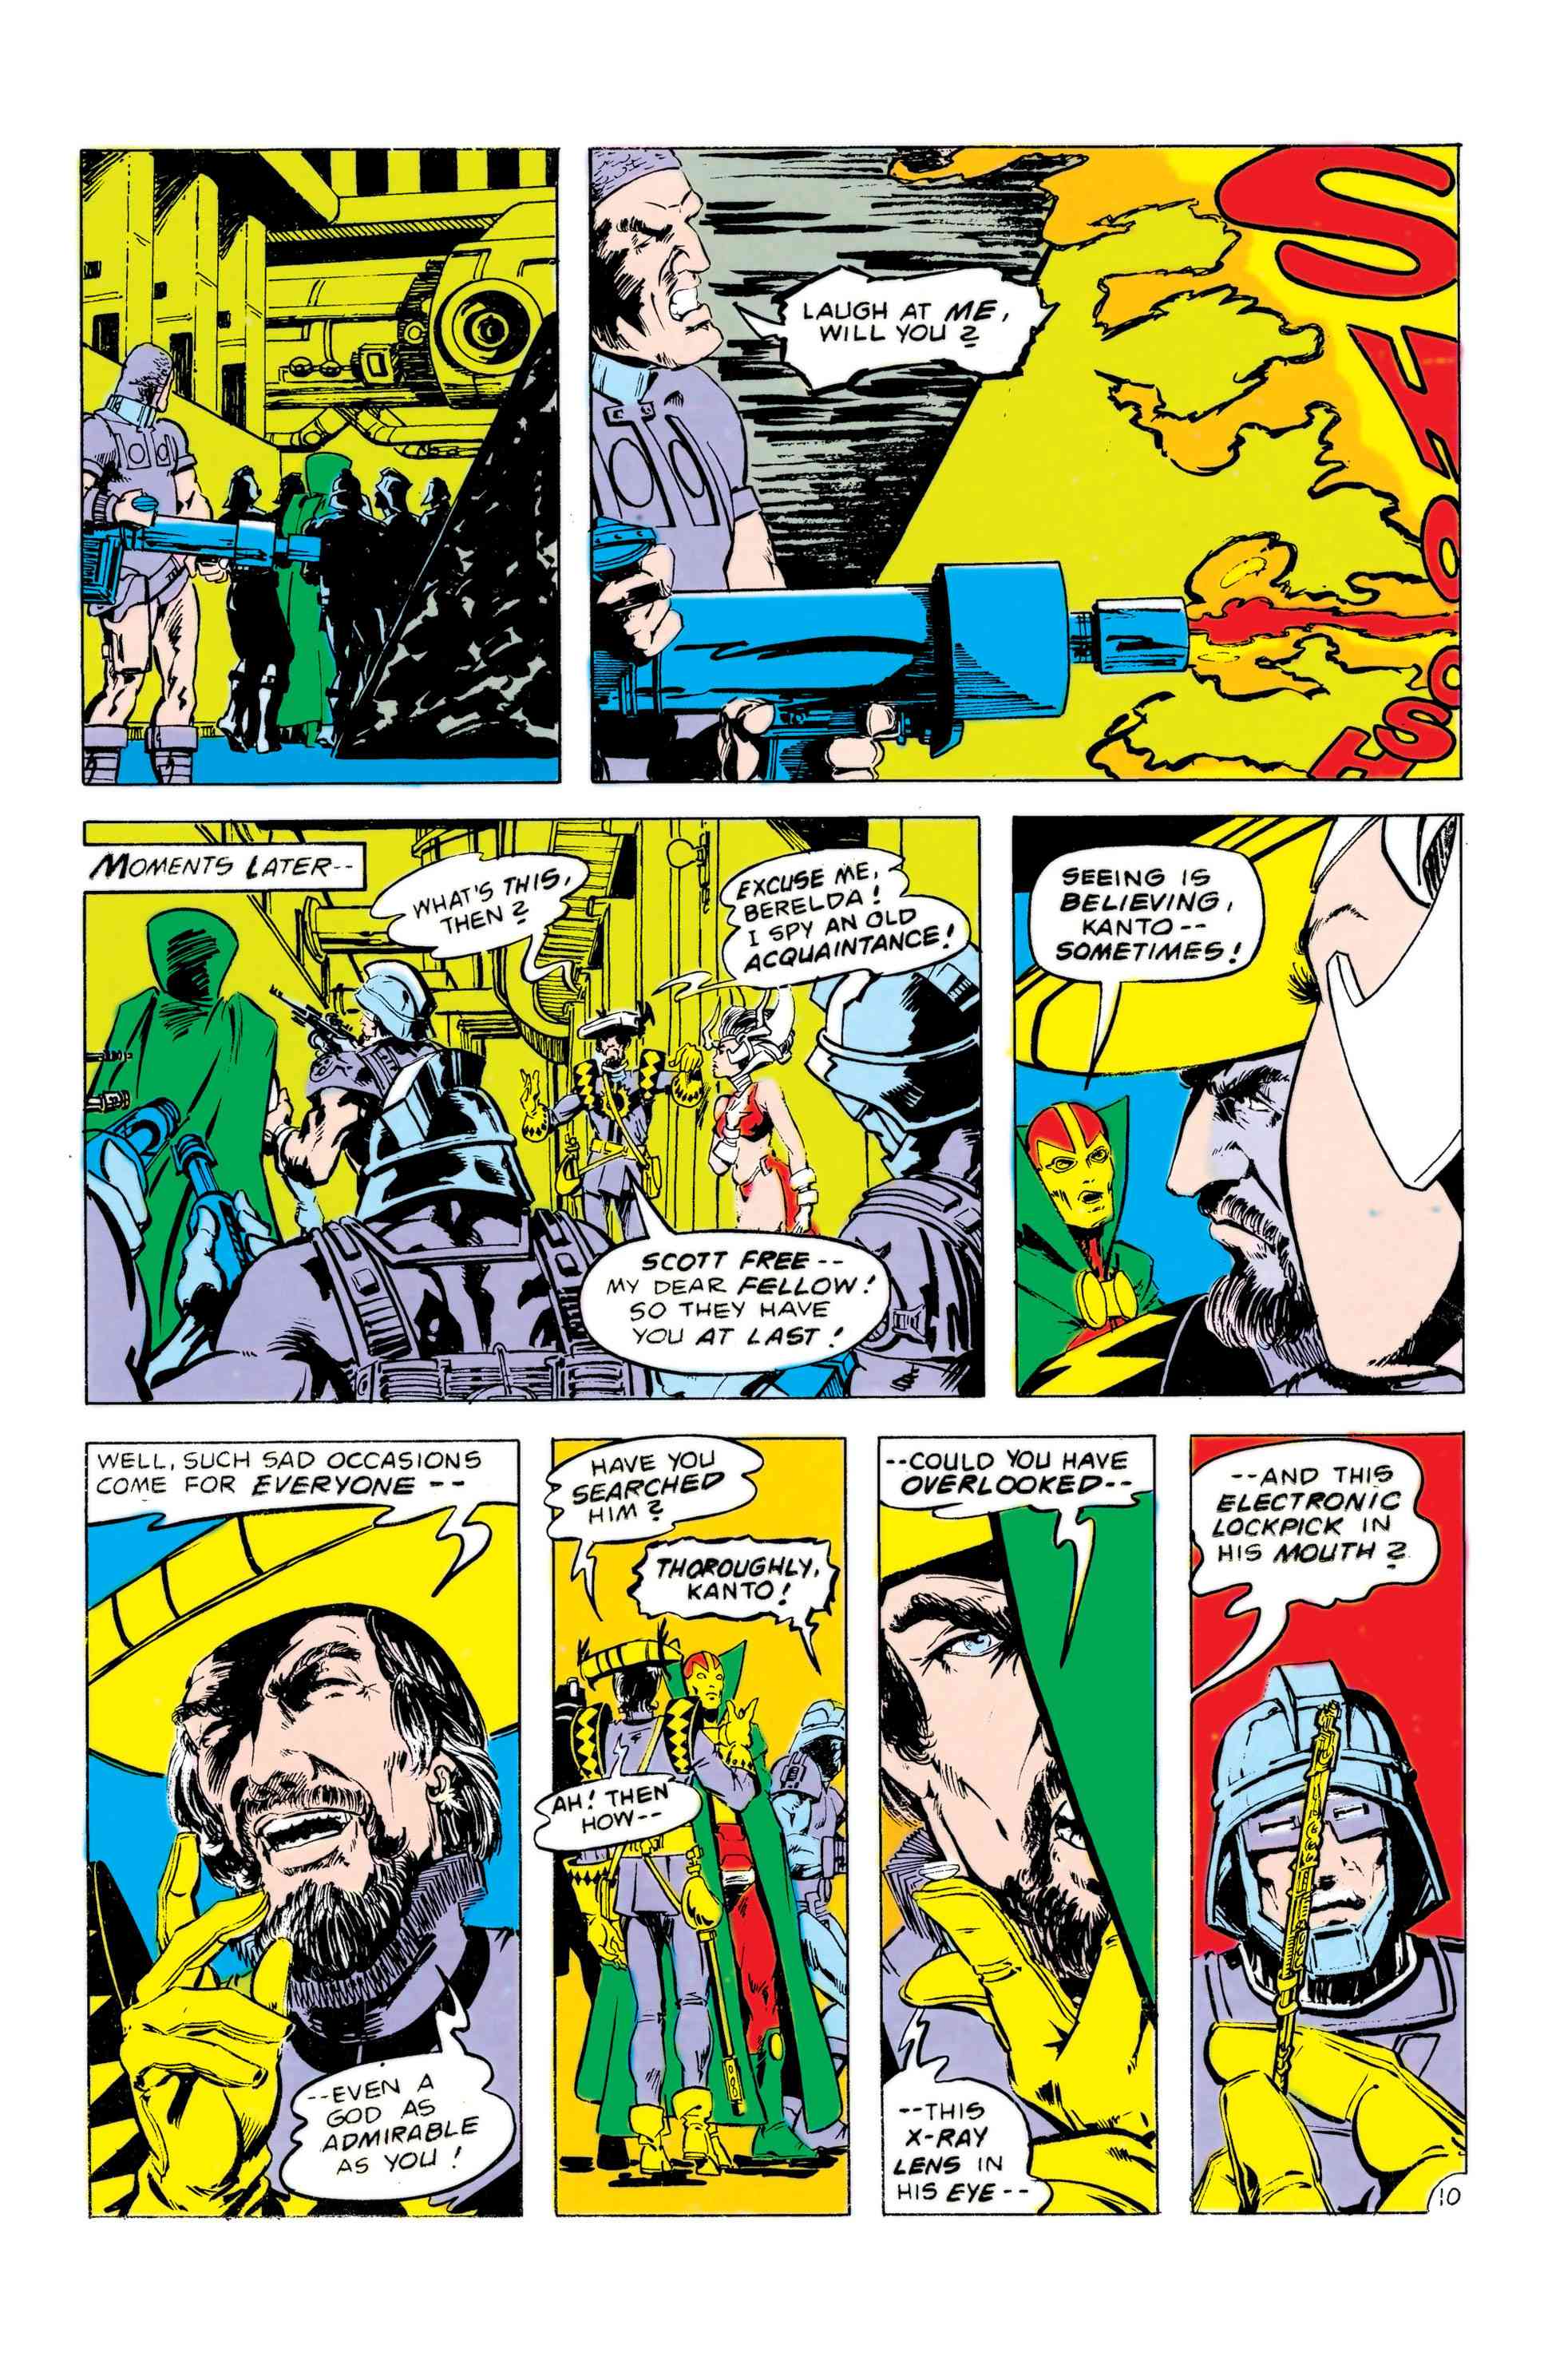 LAUGH AT ME,
WILL YOU?
SWOOSH
MOMENTS LATER--
WHAT'S THIS,
THEN?
EXCUSE ME,
BERELDA!
I SPY AN OLD
ACQUAINTANCE!
SCOTT FREE--
MY DEAR FELLOW!
SO THEY HAVE
YOU AT LAST!
SEEING IS
BELIEVING,
KANTO--
SOMETIMES!
WELL, SUCH SAD OCCASIONS
COME FOR EVERYONE--
--EVEN A
GOD AS
ADMIRABLE
AS YOU!
HAVE YOU
SEARCHED
HIM?
THOROUGHLY,
KANTO!
AH! THEN
HOW--
--COULD YOU HAVE
OVERLOOKED--
--THIS
X-RAY
LENS IN
HIS EYE--
--AND THIS
ELECTRONIC
LOCKPICK IN
HIS MOUTH?
10